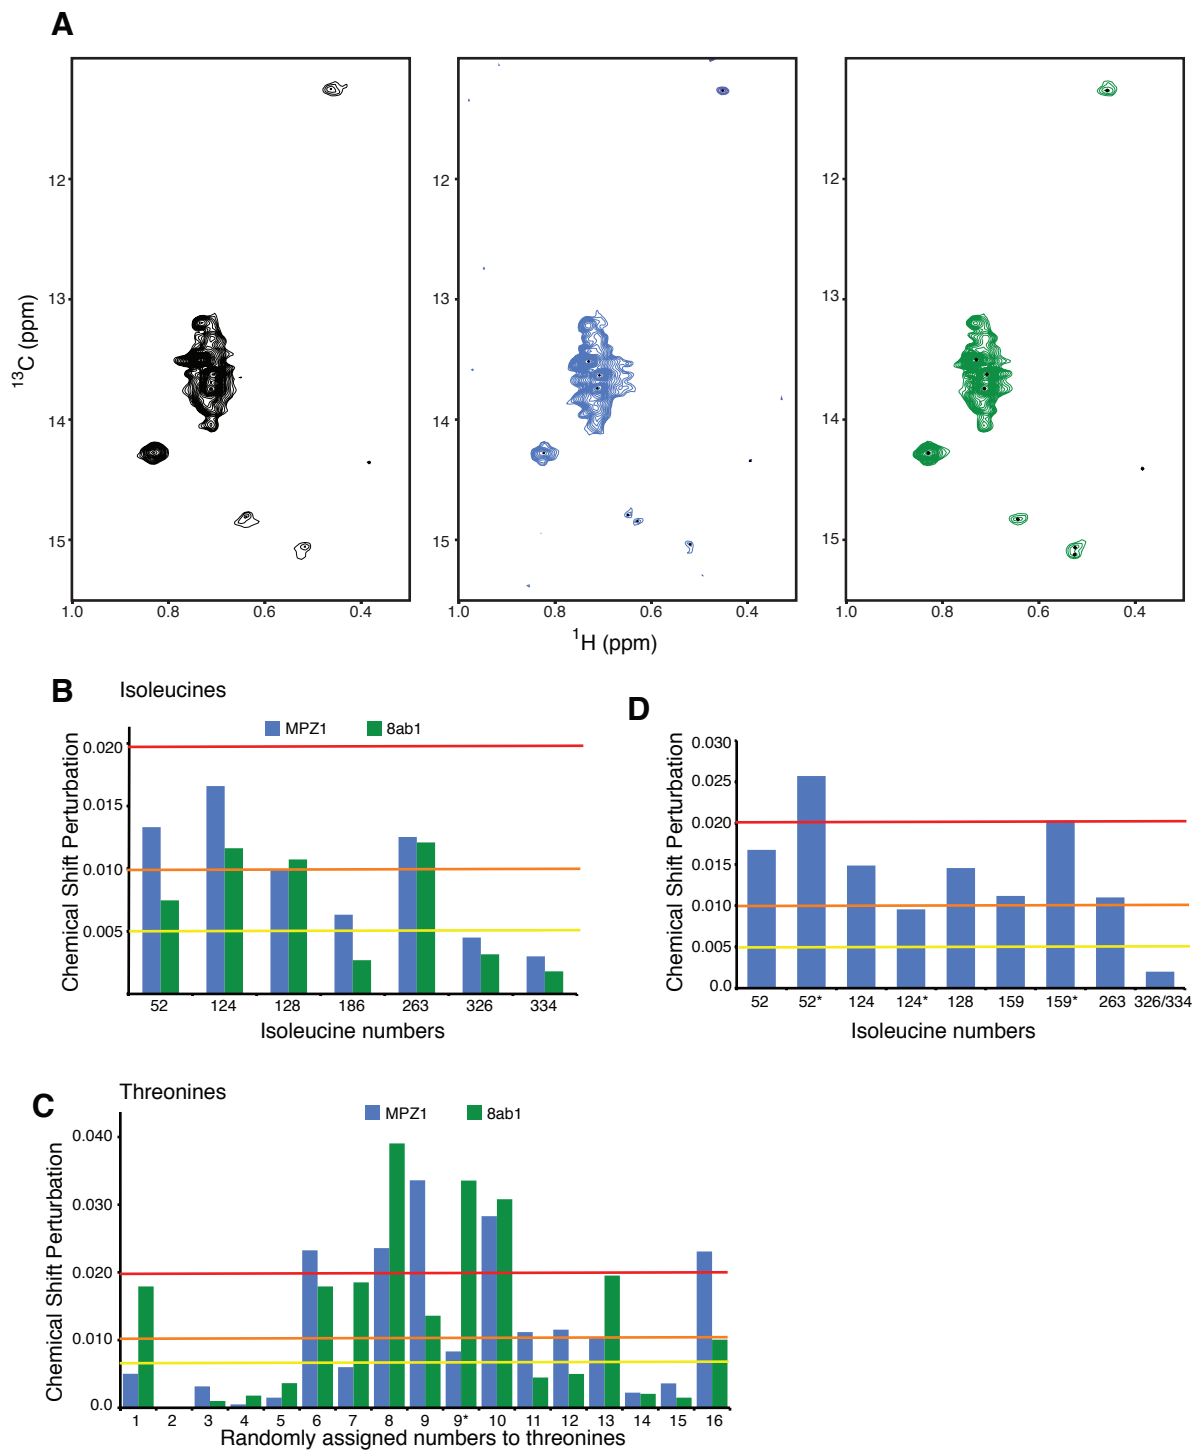 A
12
13
14
15
1.0 0.8 0.6 0.4
12
13
14
15
1.0 0.8 0.6 0.4
12
13
14
15
1.0 0.8 0.6 0.4
13C (ppm)
1H (ppm)
B
Isoleucines
MPZ1 8ab1
Chemical Shift Perturbation
0.020
0.015
0.010
0.005
52 124 128 186 263 326 334
Isoleucine numbers
D
Chemical Shift Perturbation
0.030
0.025
0.020
0.015
0.010
0.005
0.0
52 52* 124 124* 128 159 159* 263 326/334
Isoleucine numbers
C
Threonines
MPZ1 8ab1
Chemical Shift Perturbation
0.040
0.030
0.020
0.010
0.0
1 2 3 4 5 6 7 8 9 9* 10 11 12 13 14 15 16
Randomly assigned numbers to threonines